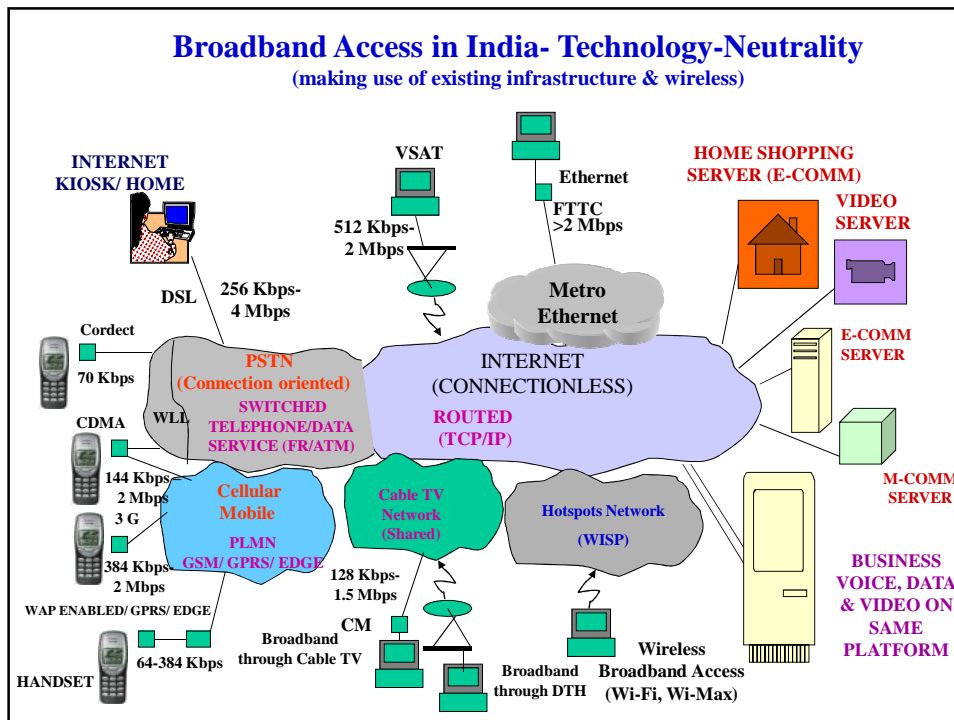 Broadband Access in India- Technology-Neutrality
(making use of existing infrastructure & wireless)
INTERNET
KIOSK/ HOME
VSAT
Ethernet
FTTC
>2 Mbps
HOME SHOPPING
SERVER (E-COMM)
VIDEO
SERVER
512 Kbps-
2 Mbps
DSL
256 Kbps-
4 Mbps
Metro
Ethernet
Cordect
70 Kbps
PSTN
(Connection oriented)
SWITCHED
TELEPHONE/DATA
SERVICE (FR/ATM)
WLL
INTERNET
(CONNECTIONLESS)
ROUTED
(TCP/IP)
E-COMM
SERVER
CDMA
144 Kbps-
2 Mbps
3 G
384 Kbps-
2 Mbps
Cellular
Mobile
PLMN
GSM/ GPRS/ EDGE
Cable TV
Network
(Shared)
Hotspots Network
(WISP)
M-COMM
SERVER
WAP ENABLED/ GPRS/ EDGE
128 Kbps-
1.5 Mbps
CM
BUSINESS
VOICE, DATA
& VIDEO ON
SAME
PLATFORM
HANDSET
64-384 Kbps
Broadband
through Cable TV
Broadband
through DTH
Wireless
Broadband Access
(Wi-Fi, Wi-Max)